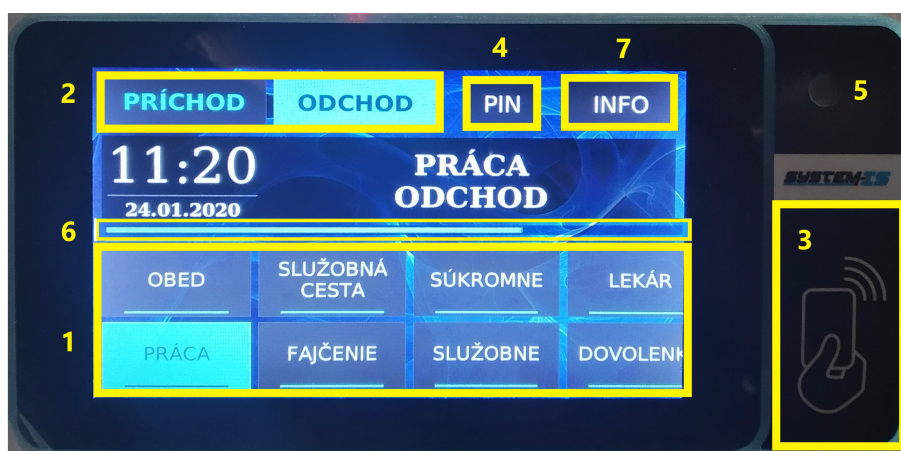 4 7
2 PRÍCHOD ODCHOD PIN INFO 5
11:20 PRÁCA
24.01.2020 ODCHOD
SYSTEM-IS
6
3
OBED SLUŽOBNÁ CESTA SÚKROMNE LEKÁR
1 PRÁCA FAJČENIE SLUŽOBNE DOVOLENK